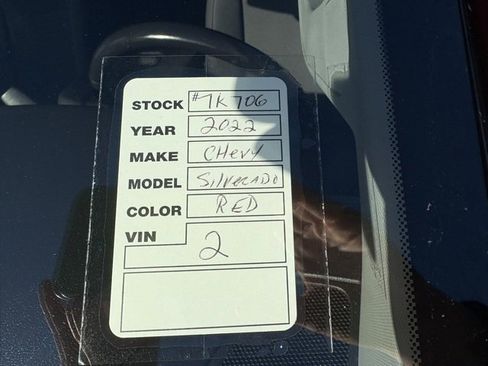 STOCK #7K706
YEAR 2022
MAKE CHEVY
MODEL SILVERADO
COLOR RED
VIN
2